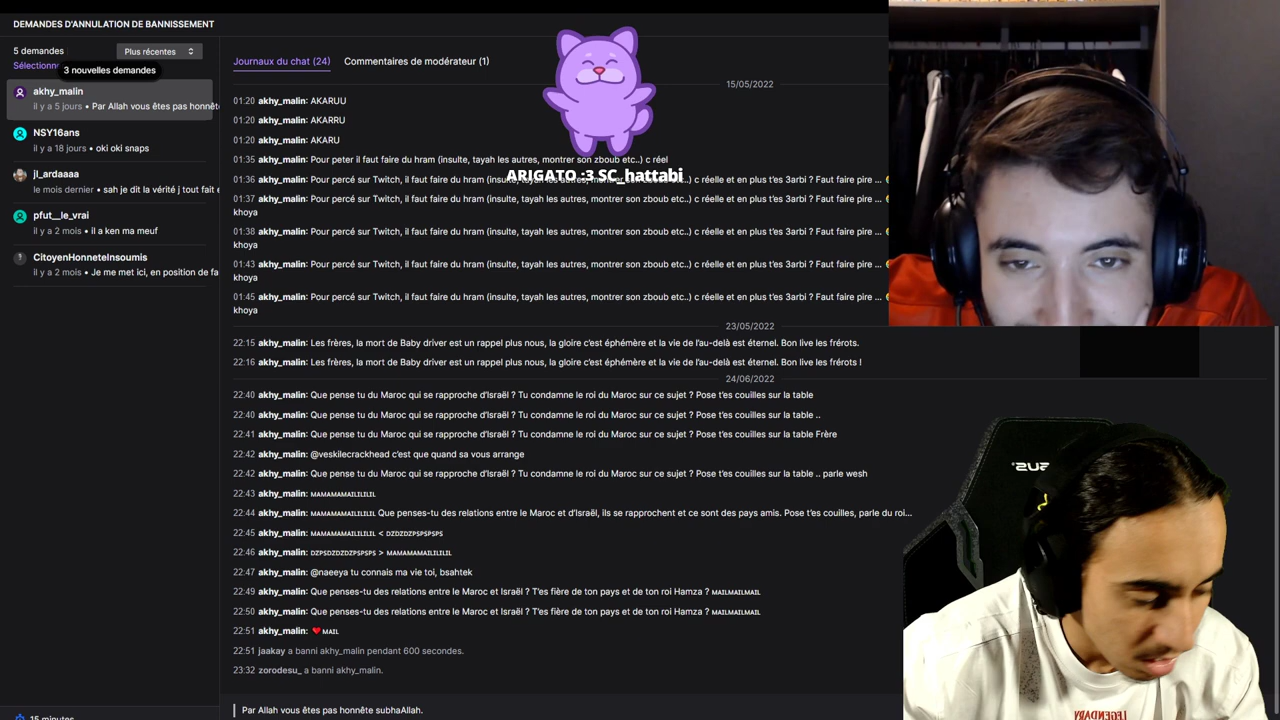 DEMANDES D'ANNULATION DE BANNISSEMENT
5 demandes
Plus récentes
Sélectionn
3 nouvelles demandes
akhy_malin
il y a 5 jours • Par Allah vous êtes pas honnêt
NSY16ans
il y a 18 jours • oki oki snaps
jl_ardaaaa
le mois dernier • sah je dit la vérité j tout fait e
pfut__le_vrai
il y a 2 mois • il a ken ma meuf
CitoyenHonneteInsoumis
il y a 2 mois • Je me met ici, en position de fa
15 minutes
Journaux du chat (24)
Commentaires de modérateur (1)
15/05/2022
01:20 akhy_malin: AKARUU
01:20 akhy_malin: AKARRU
01:20 akhy_malin: AKARU
01:35 akhy_malin: Pour peter il faut faire du hram (insulte, tayah les autres, montrer son zboub etc..) c réel
ARIGATO :3 SC_hattabi
01:36 akhy_malin: Pour percé sur Twitch, il faut faire du hram (insulte, tayah les autres, montrer son zboub etc..) c réelle et en plus t'es 3arbi ? Faut faire pire ...
01:37 akhy_malin: Pour percé sur Twitch, il faut faire du hram (insulte, tayah les autres, montrer son zboub etc..) c réelle et en plus t'es 3arbi ? Faut faire pire ...
khoya
01:38 akhy_malin: Pour percé sur Twitch, il faut faire du hram (insulte, tayah les autres, montrer son zboub etc..) c réelle et en plus t'es 3arbi ? Faut faire pire ...
khoya
01:43 akhy_malin: Pour percé sur Twitch, il faut faire du hram (insulte, tayah les autres, montrer son zboub etc..) c réelle et en plus t'es 3arbi ? Faut faire pire ...
khoya
01:45 akhy_malin: Pour percé sur Twitch, il faut faire du hram (insulte, tayah les autres, montrer son zboub etc..) c réelle et en plus t'es 3arbi ? Faut faire pire ...
khoya
23/05/2022
22:15 akhy_malin: Les frères, la mort de Baby driver est un rappel plus nous, la gloire c'est éphémère et la vie de l'au-delà est éternel. Bon live les frérots.
22:16 akhy_malin: Les frères, la mort de Baby driver est un rappel plus nous, la gloire c'est éphémère et la vie de l'au-delà est éternel. Bon live les frérots !
24/06/2022
22:40 akhy_malin: Que pense tu du Maroc qui se rapproche d'Israël ? Tu condamne le roi du Maroc sur ce sujet ? Pose t'es couilles sur la table
22:40 akhy_malin: Que pense tu du Maroc qui se rapproche d'Israël ? Tu condamne le roi du Maroc sur ce sujet ? Pose t'es couilles sur la table ..
22:41 akhy_malin: Que pense tu du Maroc qui se rapproche d'Israël ? Tu condamne le roi du Maroc sur ce sujet ? Pose t'es couilles sur la table Frère
22:42 akhy_malin: @veskilecrackhead c'est que quand sa vous arrange
22:42 akhy_malin: Que pense tu du Maroc qui se rapproche d'Israël ? Tu condamne le roi du Maroc sur ce sujet ? Pose t'es couilles sur la table .. parle wesh
22:43 akhy_malin: ᴍᴀᴍᴀᴍᴀᴍᴀɪʟɪʟɪʟɪʟ
22:44 akhy_malin: ᴍᴀᴍᴀᴍᴀᴍᴀɪʟɪʟɪʟɪʟ Que penses-tu des relations entre le Maroc et d'Israël, ils se rapprochent et ce sont des pays amis. Pose t'es couilles, parle du roi...
22:45 akhy_malin: ᴍᴀᴍᴀᴍᴀᴍᴀɪʟɪʟɪʟɪʟ < ᴅᴢᴅᴢᴅᴢᴘsᴘsᴘsᴘs
22:46 akhy_malin: ᴅᴢᴘsᴅᴢᴅᴢᴅᴢᴘsᴘsᴘs > ᴍᴀᴍᴀᴍᴀᴍᴀɪʟɪʟɪʟɪʟ
22:47 akhy_malin: @naeeya tu connais ma vie toi, bsahtek
22:49 akhy_malin: Que penses-tu des relations entre le Maroc et Israël ? T'es fière de ton pays et de ton roi Hamza ? ᴍᴀɪʟᴍᴀɪʟᴍᴀɪʟ
22:50 akhy_malin: Que penses-tu des relations entre le Maroc et Israël ? T'es fière de ton pays et de ton roi Hamza ? ᴍᴀɪʟᴍᴀɪʟᴍᴀɪʟ
22:51 akhy_malin: ❤️ ᴍᴀɪʟ
22:51 jaakay a banni akhy_malin pendant 600 secondes.
23:32 zorodesu_ a banni akhy_malin.
Par Allah vous êtes pas honnête subhaAllah.
LEGENDARY